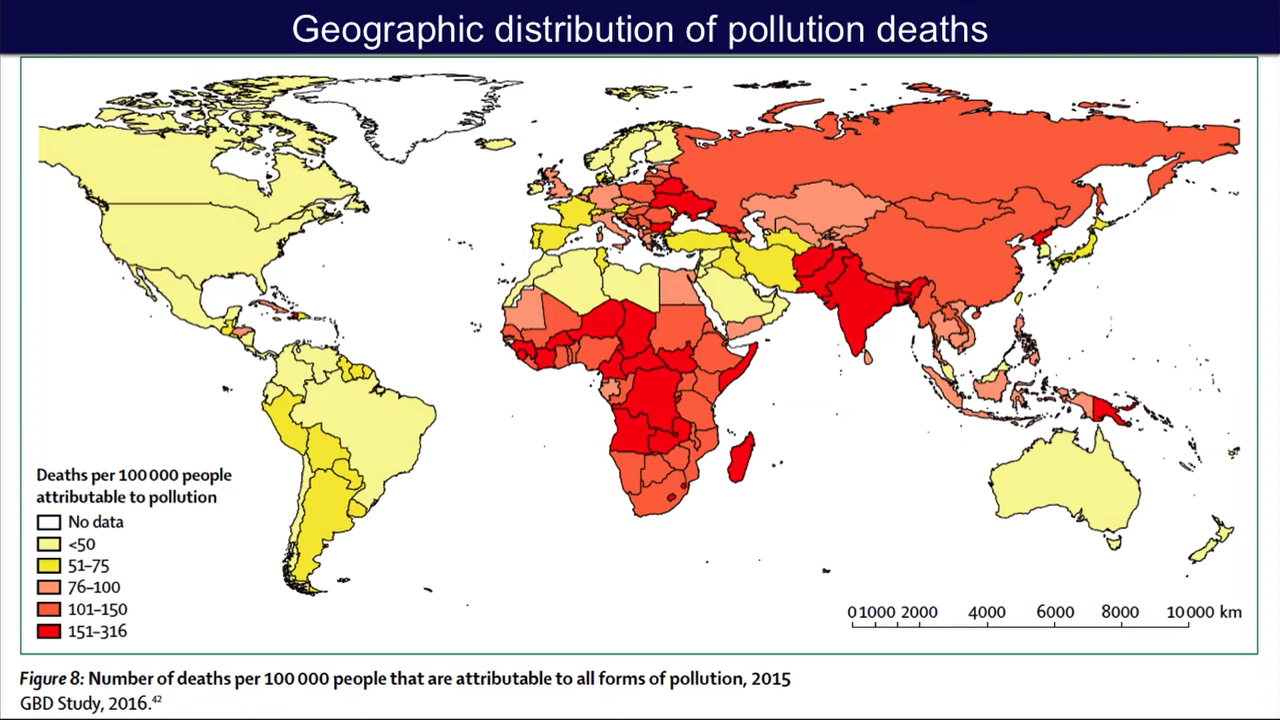 Geographic distribution of pollution deaths
Deaths per 100 000 people
attributable to pollution
No data
<50
51–75
76–100
101–150
151–316
0 1000 2000 4000 6000 8000 10 000 km
Figure 8: Number of deaths per 100 000 people that are attributable to all forms of pollution, 2015
GBD Study, 2016.⁴²